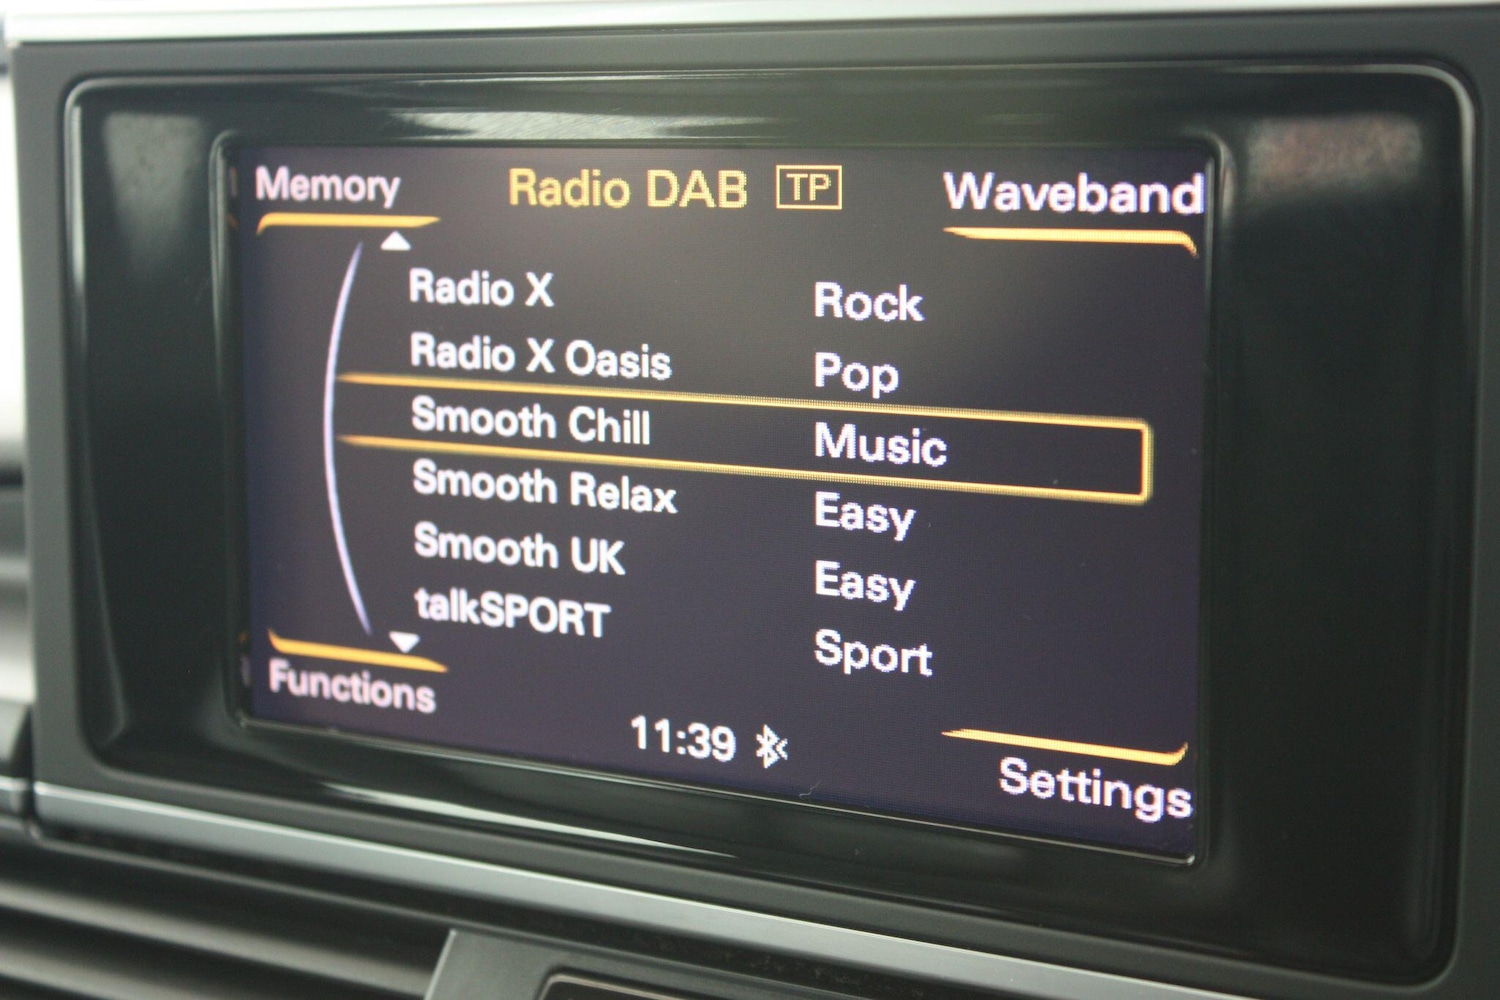 Memory Radio DAB TP Waveband
Radio X Rock
Radio X Oasis Pop
Smooth Chill Music
Smooth Relax Easy
Smooth UK Easy
talkSPORT Sport
Functions
11:39
Settings